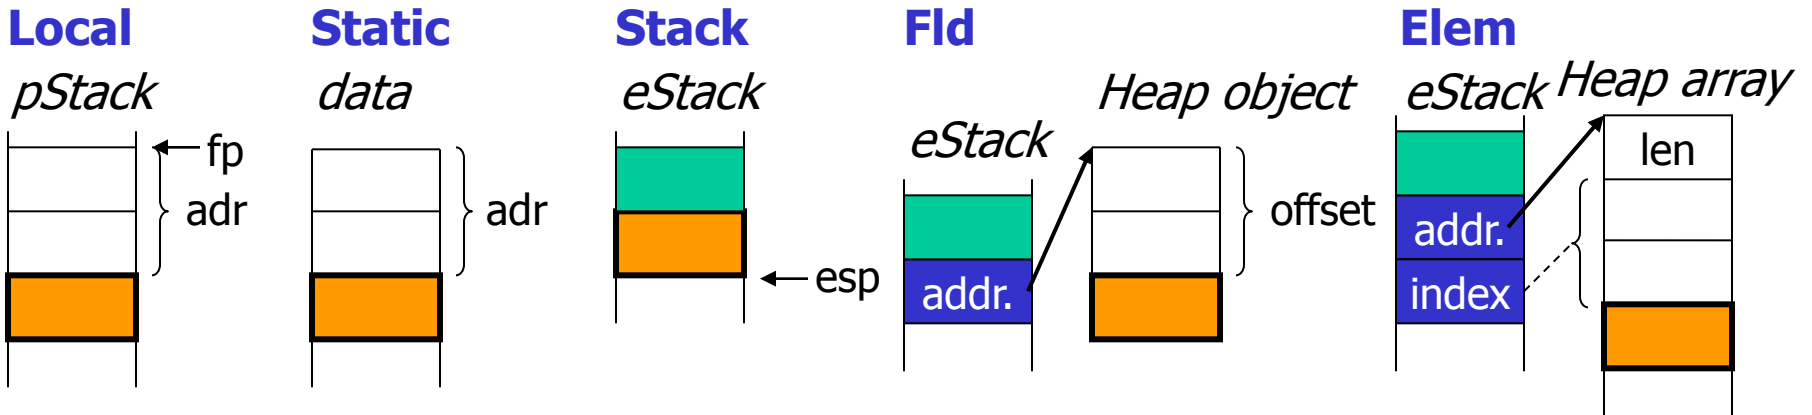 Local
pStack
fp
adr
Static
data
adr
Stack
eStack
esp
Fld
eStack
addr.
Heap object
offset
Elem
eStack
addr.
index
Heap array
len